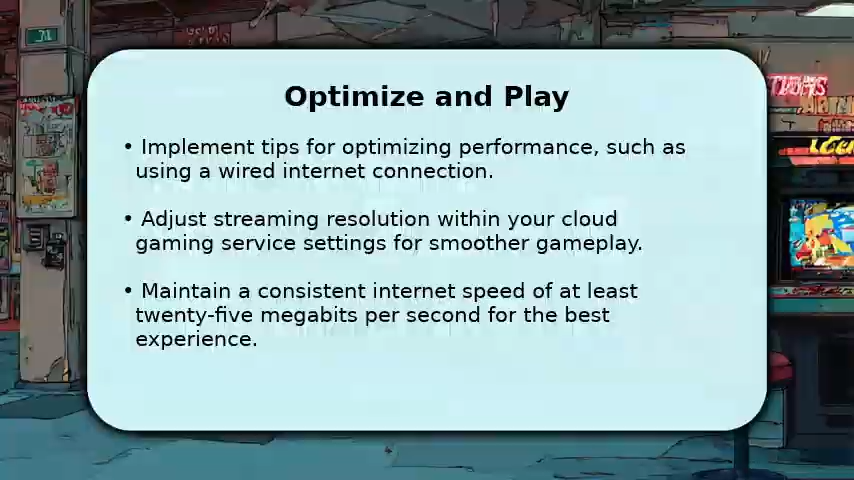 Optimize and Play
• Implement tips for optimizing performance, such as
using a wired internet connection.
• Adjust streaming resolution within your cloud
gaming service settings for smoother gameplay.
• Maintain a consistent internet speed of at least
twenty-five megabits per second for the best
experience.